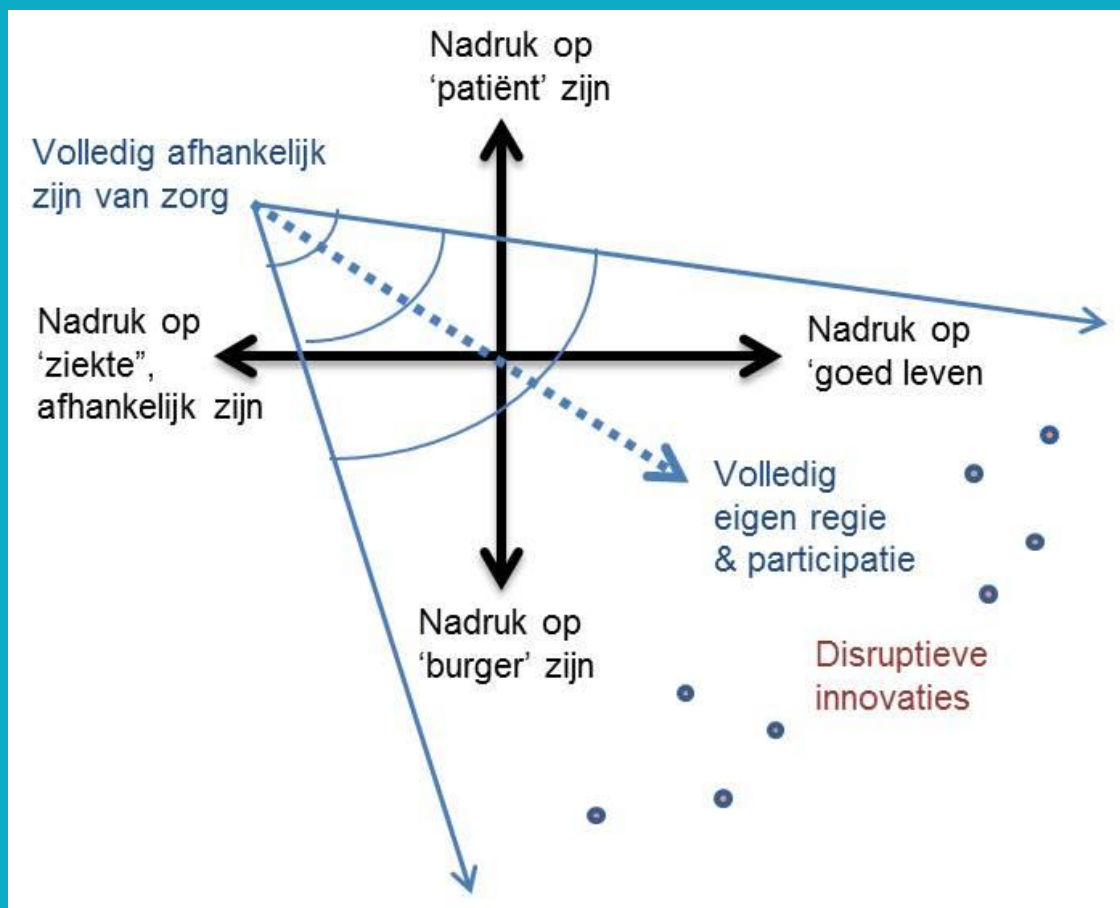 Nadruk op
‘patiënt’ zijn
Volledig afhankelijk
zijn van zorg
Nadruk op
‘ziekte”,
afhankelijk zijn
Nadruk op
‘goed leven
Volledig
eigen regie
& participatie
Nadruk op
‘burger’ zijn
Disruptieve
innovaties